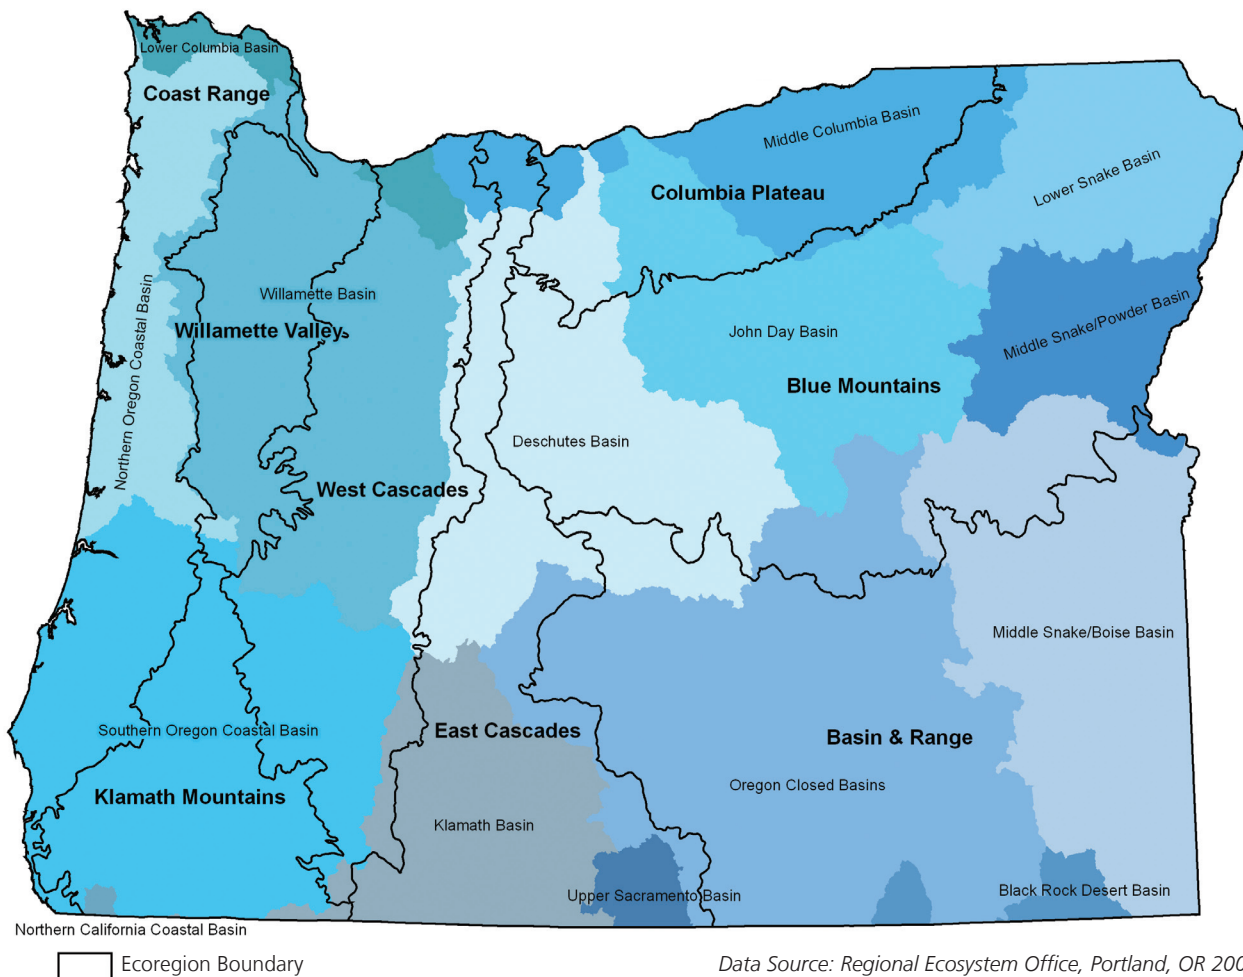 Lower Columbia Basin
Coast Range
Middle Columbia Basin
Lower Snake Basin
Columbia Plateau
Willamette Basin
Northern Oregon Coastal Basin
Willamette Valley
John Day Basin
Middle Snake/Powder Basin
Blue Mountains
Deschutes Basin
West Cascades
Middle Snake/Boise Basin
Southern Oregon Coastal Basin
East Cascades
Basin & Range
Oregon Closed Basins
Klamath Mountains
Klamath Basin
Upper Sacramento Basin
Black Rock Desert Basin
Northern California Coastal Basin
Ecoregion Boundary
Data Source: Regional Ecosystem Office, Portland, OR 200